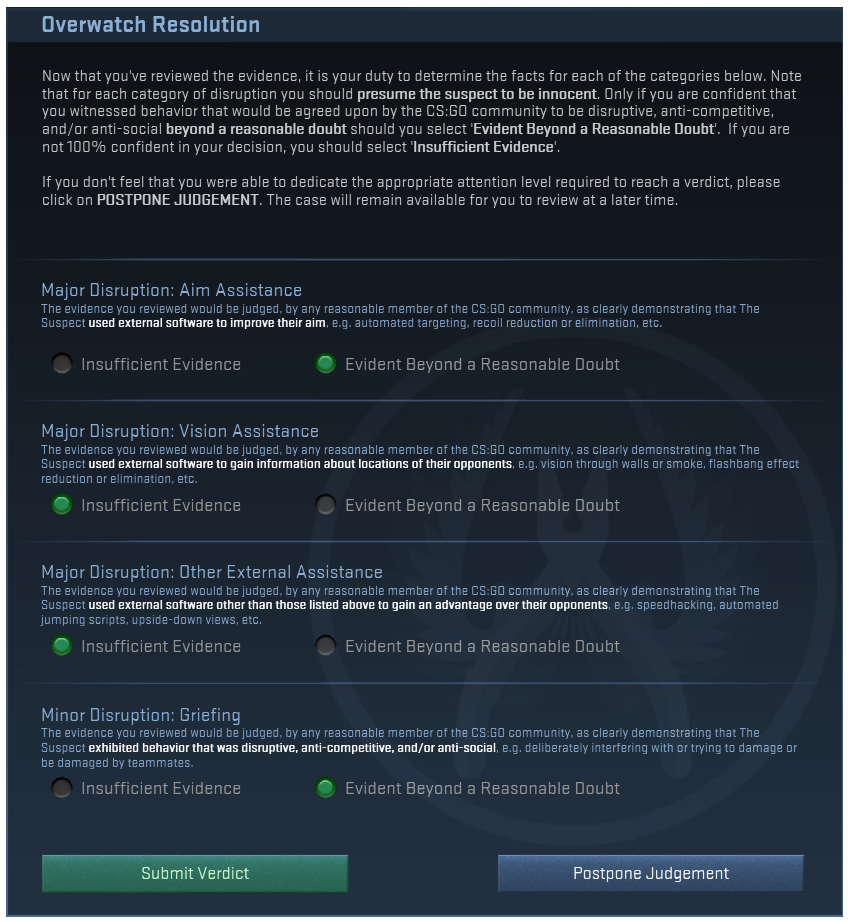 Overwatch Resolution
Now that you've reviewed the evidence, it is your duty to determine the facts for each of the categories below. Note
that for each category of disruption you should presume the suspect to be innocent. Only if you are confident that
you witnessed behavior that would be agreed upon by the CS:GO community to be disruptive, anti-competitive,
and/or anti-social beyond a reasonable doubt should you select 'Evident Beyond a Reasonable Doubt'. If you are
not 100% confident in your decision, you should select 'Insufficient Evidence'.
If you don't feel that you were able to dedicate the appropriate attention level required to reach a verdict, please
click on POSTPONE JUDGEMENT. The case will remain available for you to review at a later time.
Major Disruption: Aim Assistance
The evidence you reviewed would be judged, by any reasonable member of the CS:GO community, as clearly demonstrating that The
Suspect used external software to improve their aim, e.g. automated targeting, recoil reduction or elimination, etc.
Insufficient Evidence Evident Beyond a Reasonable Doubt
Major Disruption: Vision Assistance
The evidence you reviewed would be judged, by any reasonable member of the CS:GO community, as clearly demonstrating that The
Suspect used external software to gain information about locations of their opponents, e.g. vision through walls or smoke, flashbang effect
reduction or elimination, etc.
Insufficient Evidence Evident Beyond a Reasonable Doubt
Major Disruption: Other External Assistance
The evidence you reviewed would be judged, by any reasonable member of the CS:GO community, as clearly demonstrating that The
Suspect used external software other than those listed above to gain an advantage over their opponents, e.g. speedhacking, automated
jumping scripts, upside-down views, etc.
Insufficient Evidence Evident Beyond a Reasonable Doubt
Minor Disruption: Griefing
The evidence you reviewed would be judged, by any reasonable member of the CS:GO community, as clearly demonstrating that The
Suspect exhibited behavior that was disruptive, anti-competitive, and/or anti-social, e.g. deliberately interfering with or trying to damage or
be damaged by teammates.
Insufficient Evidence Evident Beyond a Reasonable Doubt
Submit Verdict Postpone Judgement